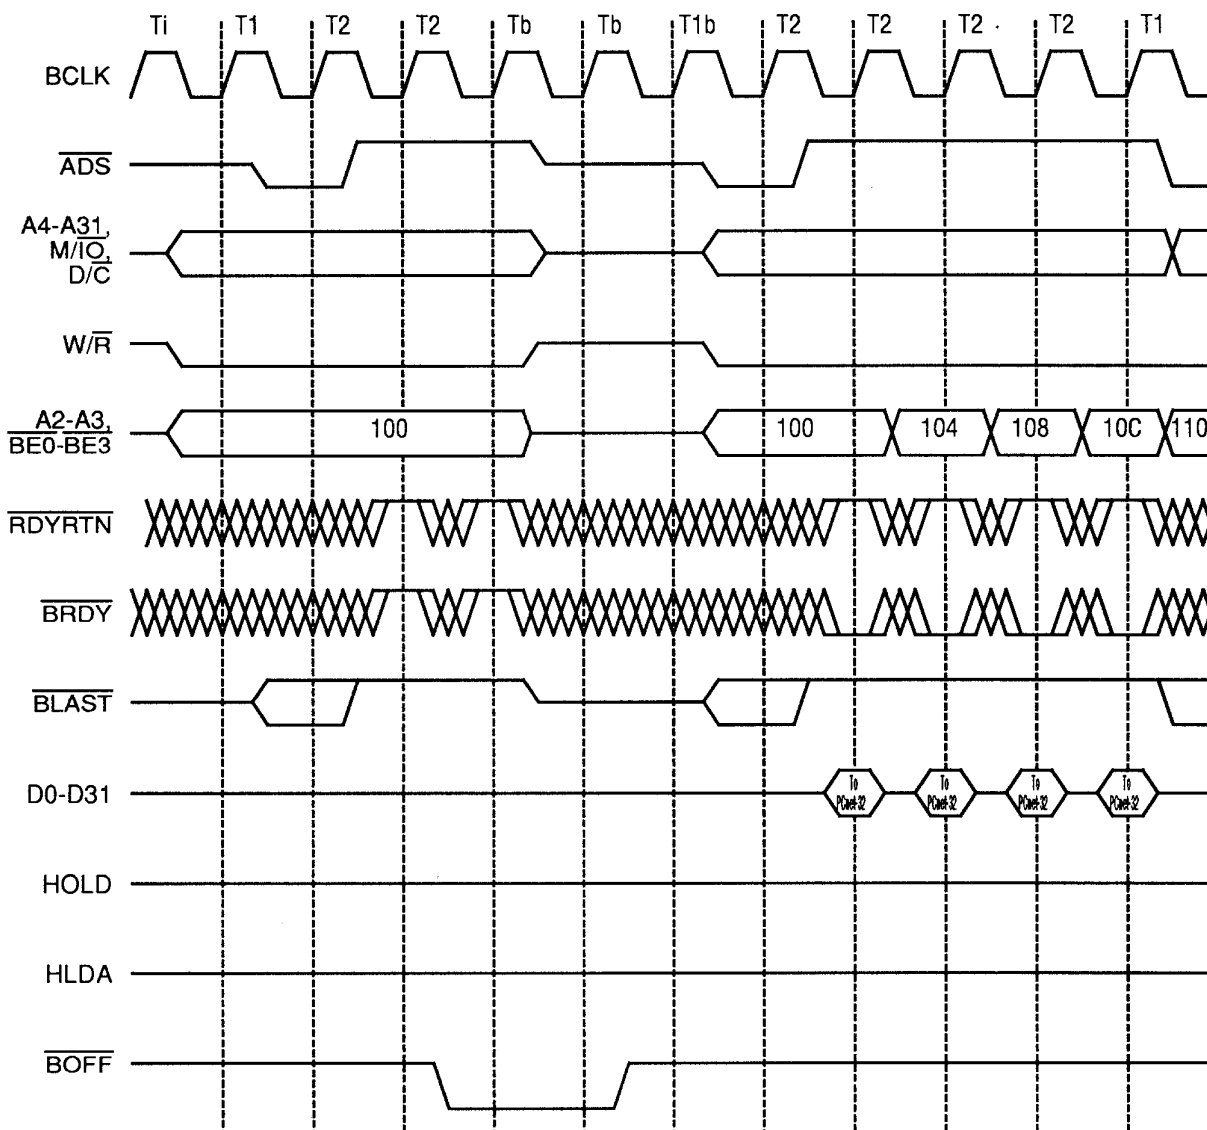 Ti T1 T2 T2 Tb Tb T1b T2 T2 T2 T2 T1
BCLK
ADS
A4-A31,
M/IO,
D/C
W/R
A2-A3,
BE0-BE3
100 100 104 108 10C 110
RDYRTN
BRDY
BLAST
D0-D31
To To To To
PCnet-32 PCnet-32 PCnet-32 PCnet-32
HOLD
HLDA
BOFF